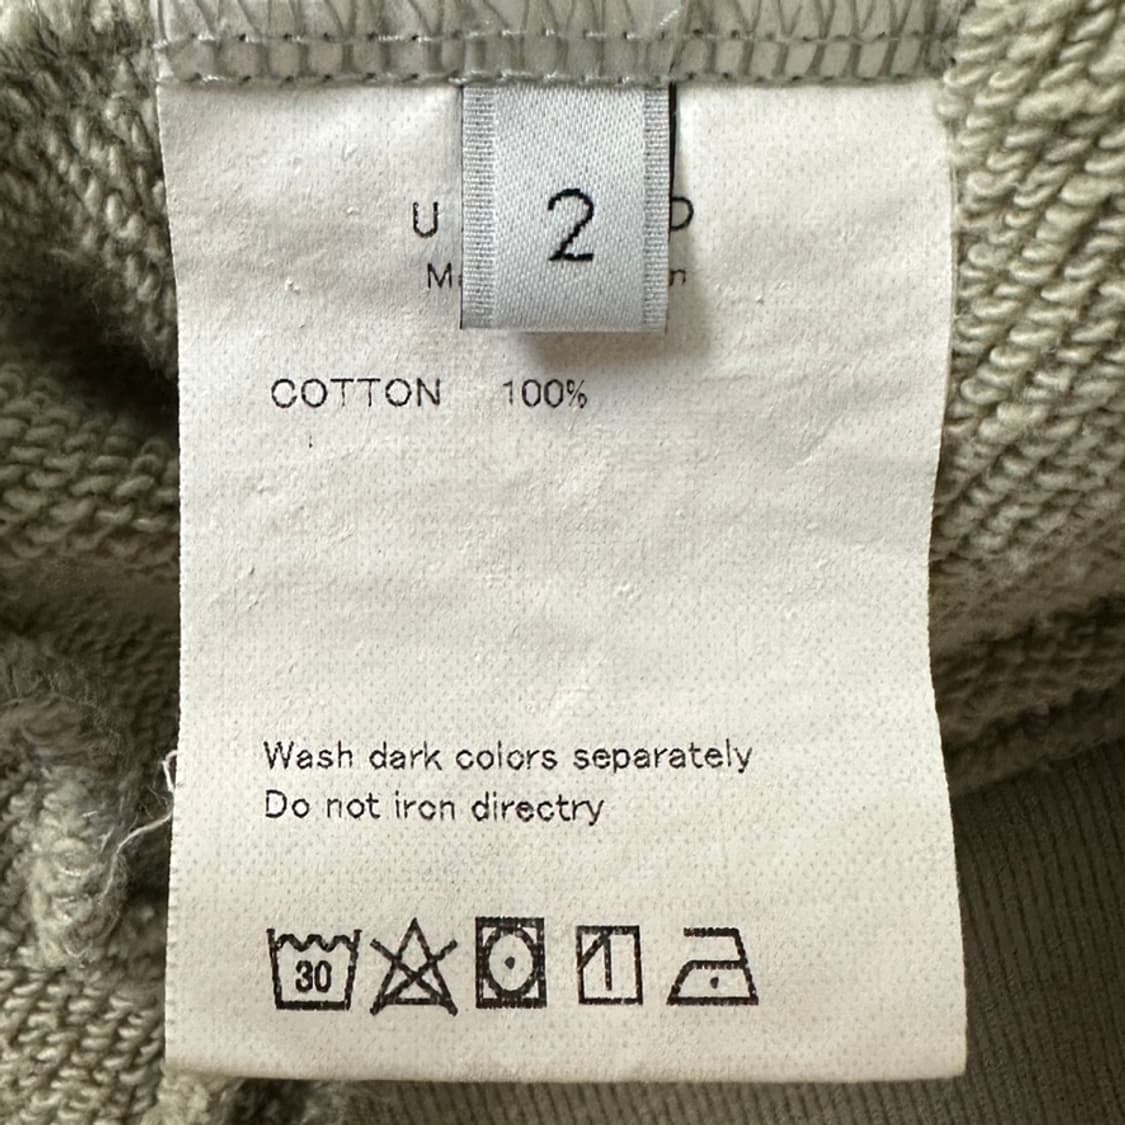 2
COTTON 100%
Wash dark colors separately
Do not iron directry
30